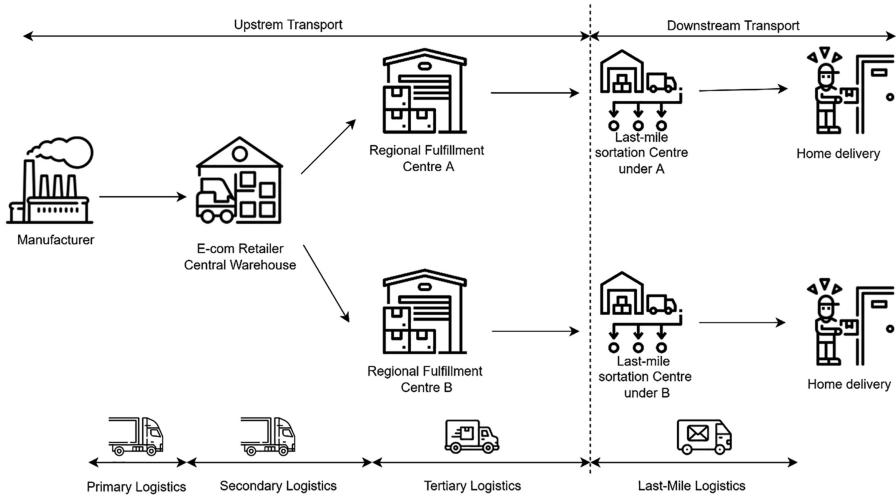 Upstrem Transport
Downstream Transport
Regional Fulfillment
Centre A
Last-mile
sortation Centre
under A
Home delivery
Manufacturer
E-com Retailer
Central Warehouse
Regional Fulfillment
Centre B
Last-mile
sortation Centre
under B
Home delivery
Primary Logistics
Secondary Logistics
Tertiary Logistics
Last-Mile Logistics